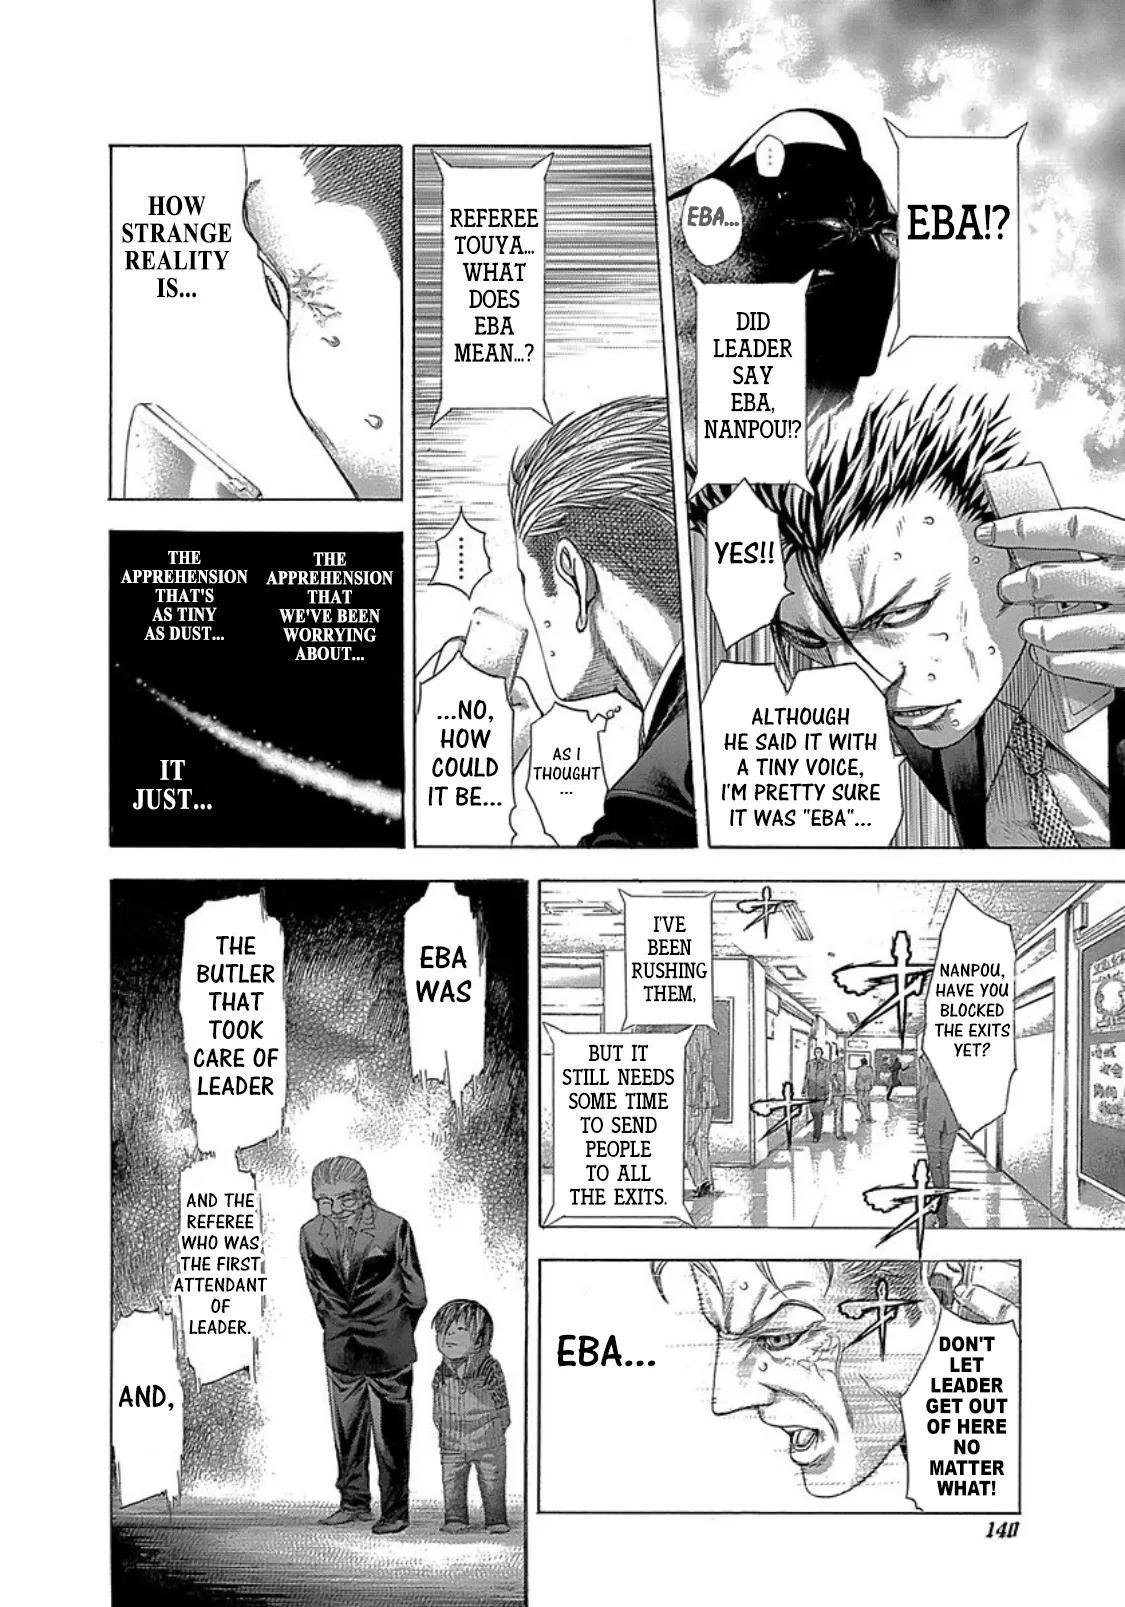 EBA!?
...
EBA...
DID
LEADER
SAY
EBA,
NANPOU!?
YES!!
ALTHOUGH
HE SAID IT WITH
A TINY VOICE,
I'M PRETTY SURE
IT WAS "EBA"...
REFEREE
TOUYA...
WHAT
DOES
EBA
MEAN...?
......
AS I
THOUGHT
...
...NO,
HOW
COULD
IT BE...
HOW
STRANGE
REALITY
IS...
THE
APPREHENSION
THAT
WE'VE BEEN
WORRYING
ABOUT...
THE
APPREHENSION
THAT'S
AS TINY
AS DUST...
IT
JUST...
NANPOU,
HAVE YOU
BLOCKED
THE EXITS
YET?
I'VE
BEEN
RUSHING
THEM,
BUT IT
STILL NEEDS
SOME TIME
TO SEND
PEOPLE
TO ALL
THE EXITS.
DON'T
LET
LEADER
GET OUT
OF HERE
NO
MATTER
WHAT!
EBA...
EBA
WAS
THE
BUTLER
THAT
TOOK
CARE OF
LEADER
AND THE
REFEREE
WHO WAS
THE FIRST
ATTENDANT
OF
LEADER.
AND,
140